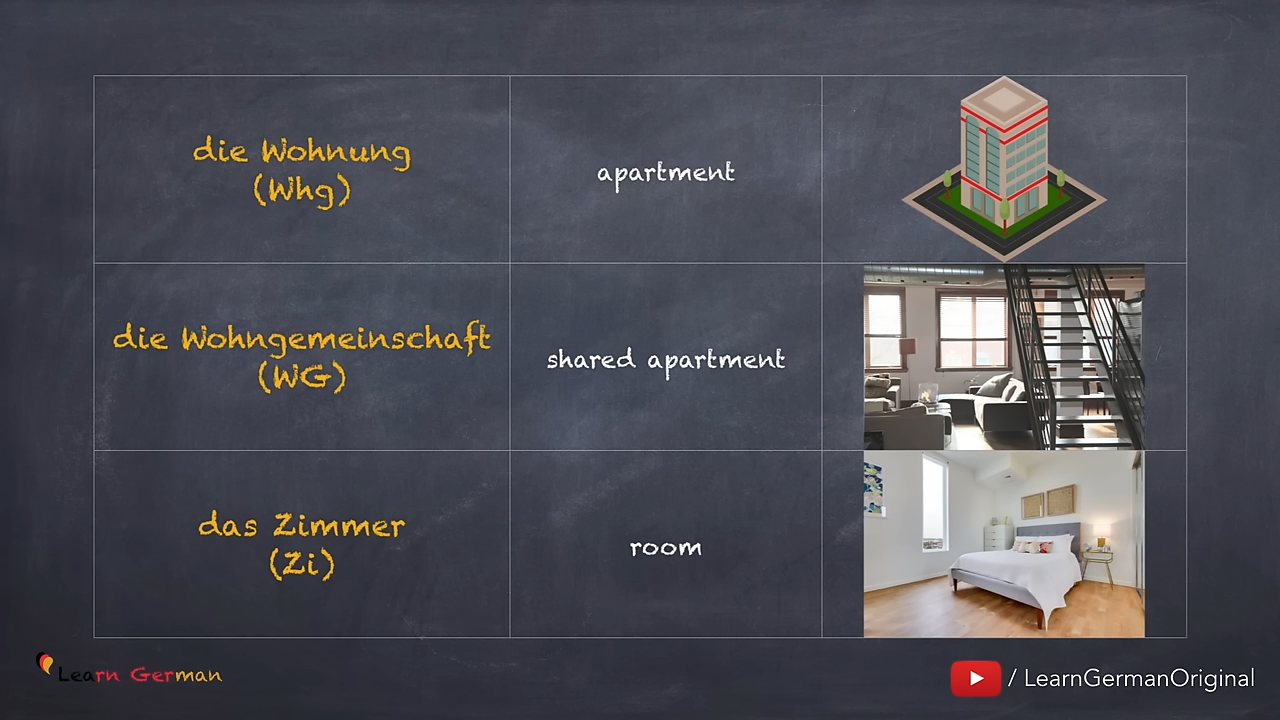 die Wohnung
(Whg)
apartment
die Wohngemeinschaft
(WG)
shared apartment
das Zimmer
(Zi)
room
Learn German
/ LearnGermanOriginal